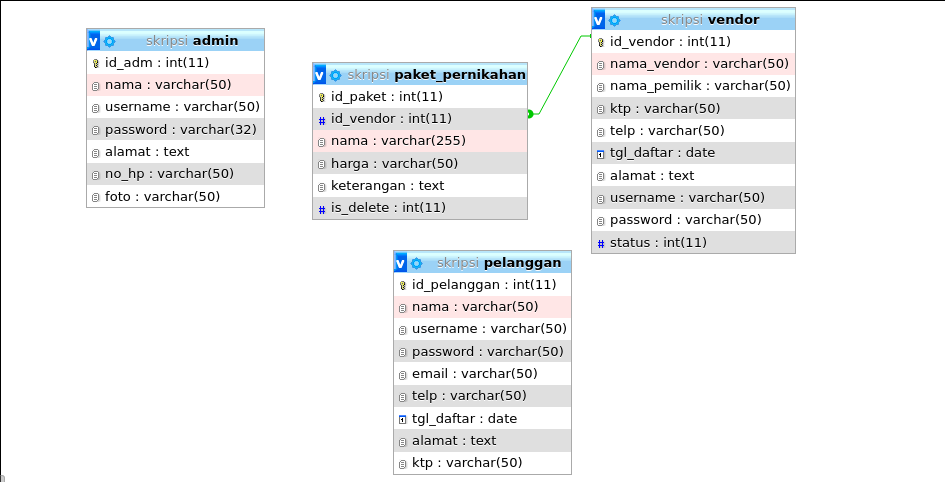 skripsi admin
id_adm : int(11)
nama : varchar(50)
username : varchar(50)
password : varchar(32)
alamat : text
no_hp : varchar(50)
foto : varchar(50)
skripsi paket_pernikahan
id_paket : int(11)
id_vendor : int(11)
nama : varchar(255)
harga : varchar(50)
keterangan : text
is_delete : int(11)
skripsi vendor
id_vendor : int(11)
nama_vendor : varchar(50)
nama_pemilik : varchar(50)
ktp : varchar(50)
telp : varchar(50)
tgl_daftar : date
alamat : text
username : varchar(50)
password : varchar(50)
status : int(11)
skripsi pelanggan
id_pelanggan : int(11)
nama : varchar(50)
username : varchar(50)
password : varchar(50)
email : varchar(50)
telp : varchar(50)
tgl_daftar : date
alamat : text
ktp : varchar(50)